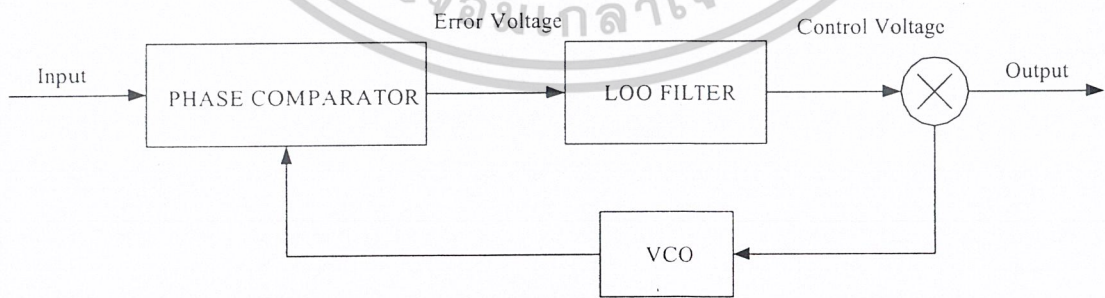 Error Voltage
Control Voltage
Input
Output
PHASE COMPARATOR
LOO FILTER
VCO